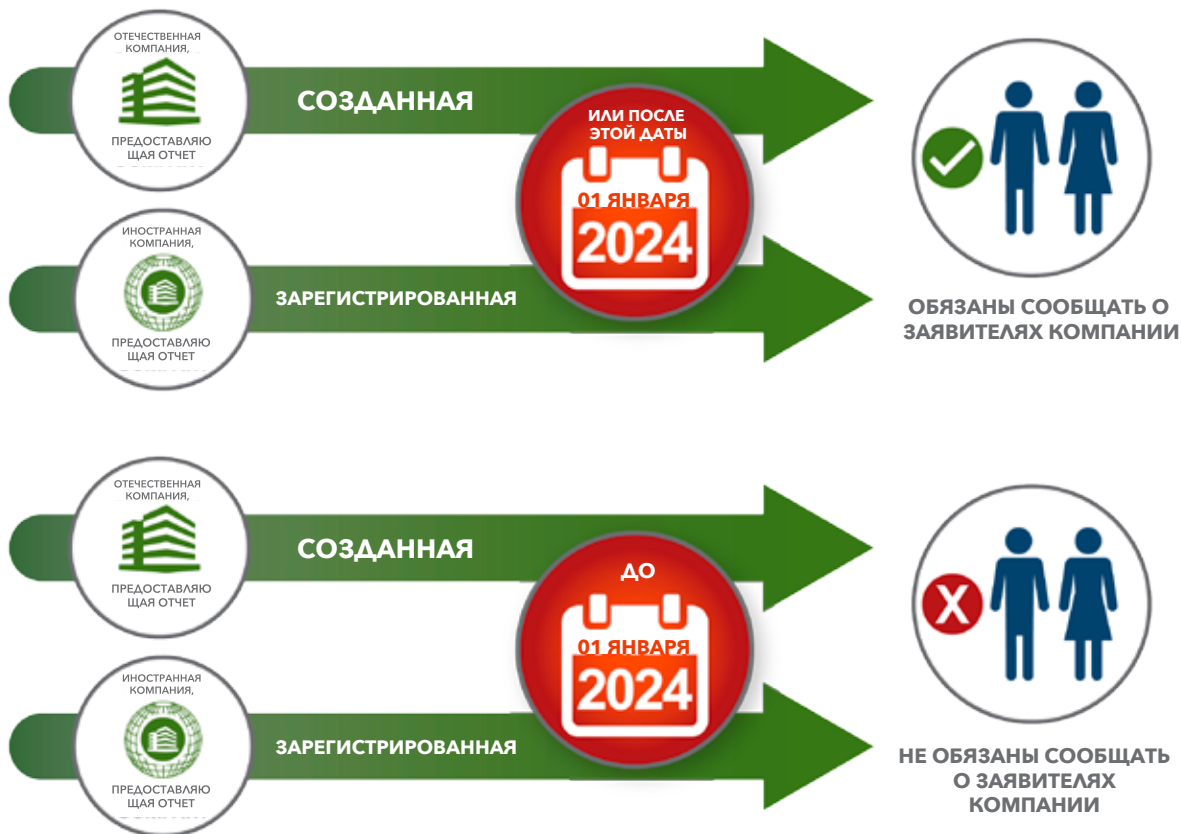 ОТЕЧЕСТВЕННАЯ
КОМПАНИЯ,
ПРЕДОСТАВЛЯЮ
ЩАЯ ОТЧЕТ
СОЗДАННАЯ
ИЛИ ПОСЛЕ
ЭТОЙ ДАТЫ
01 ЯНВАРЯ
2024
ИНОСТРАННАЯ
КОМПАНИЯ,
ПРЕДОСТАВЛЯЮ
ЩАЯ ОТЧЕТ
ЗАРЕГИСТРИРОВАННАЯ
ОБЯЗАНЫ СООБЩАТЬ О
ЗАЯВИТЕЛЯХ КОМПАНИИ
ОТЕЧЕСТВЕННАЯ
КОМПАНИЯ,
ПРЕДОСТАВЛЯЮ
ЩАЯ ОТЧЕТ
СОЗДАННАЯ
ДО
01 ЯНВАРЯ
2024
ИНОСТРАННАЯ
КОМПАНИЯ,
ПРЕДОСТАВЛЯЮ
ЩАЯ ОТЧЕТ
ЗАРЕГИСТРИРОВАННАЯ
X
НЕ ОБЯЗАНЫ СООБЩАТЬ
О ЗАЯВИТЕЛЯХ
КОМПАНИИ